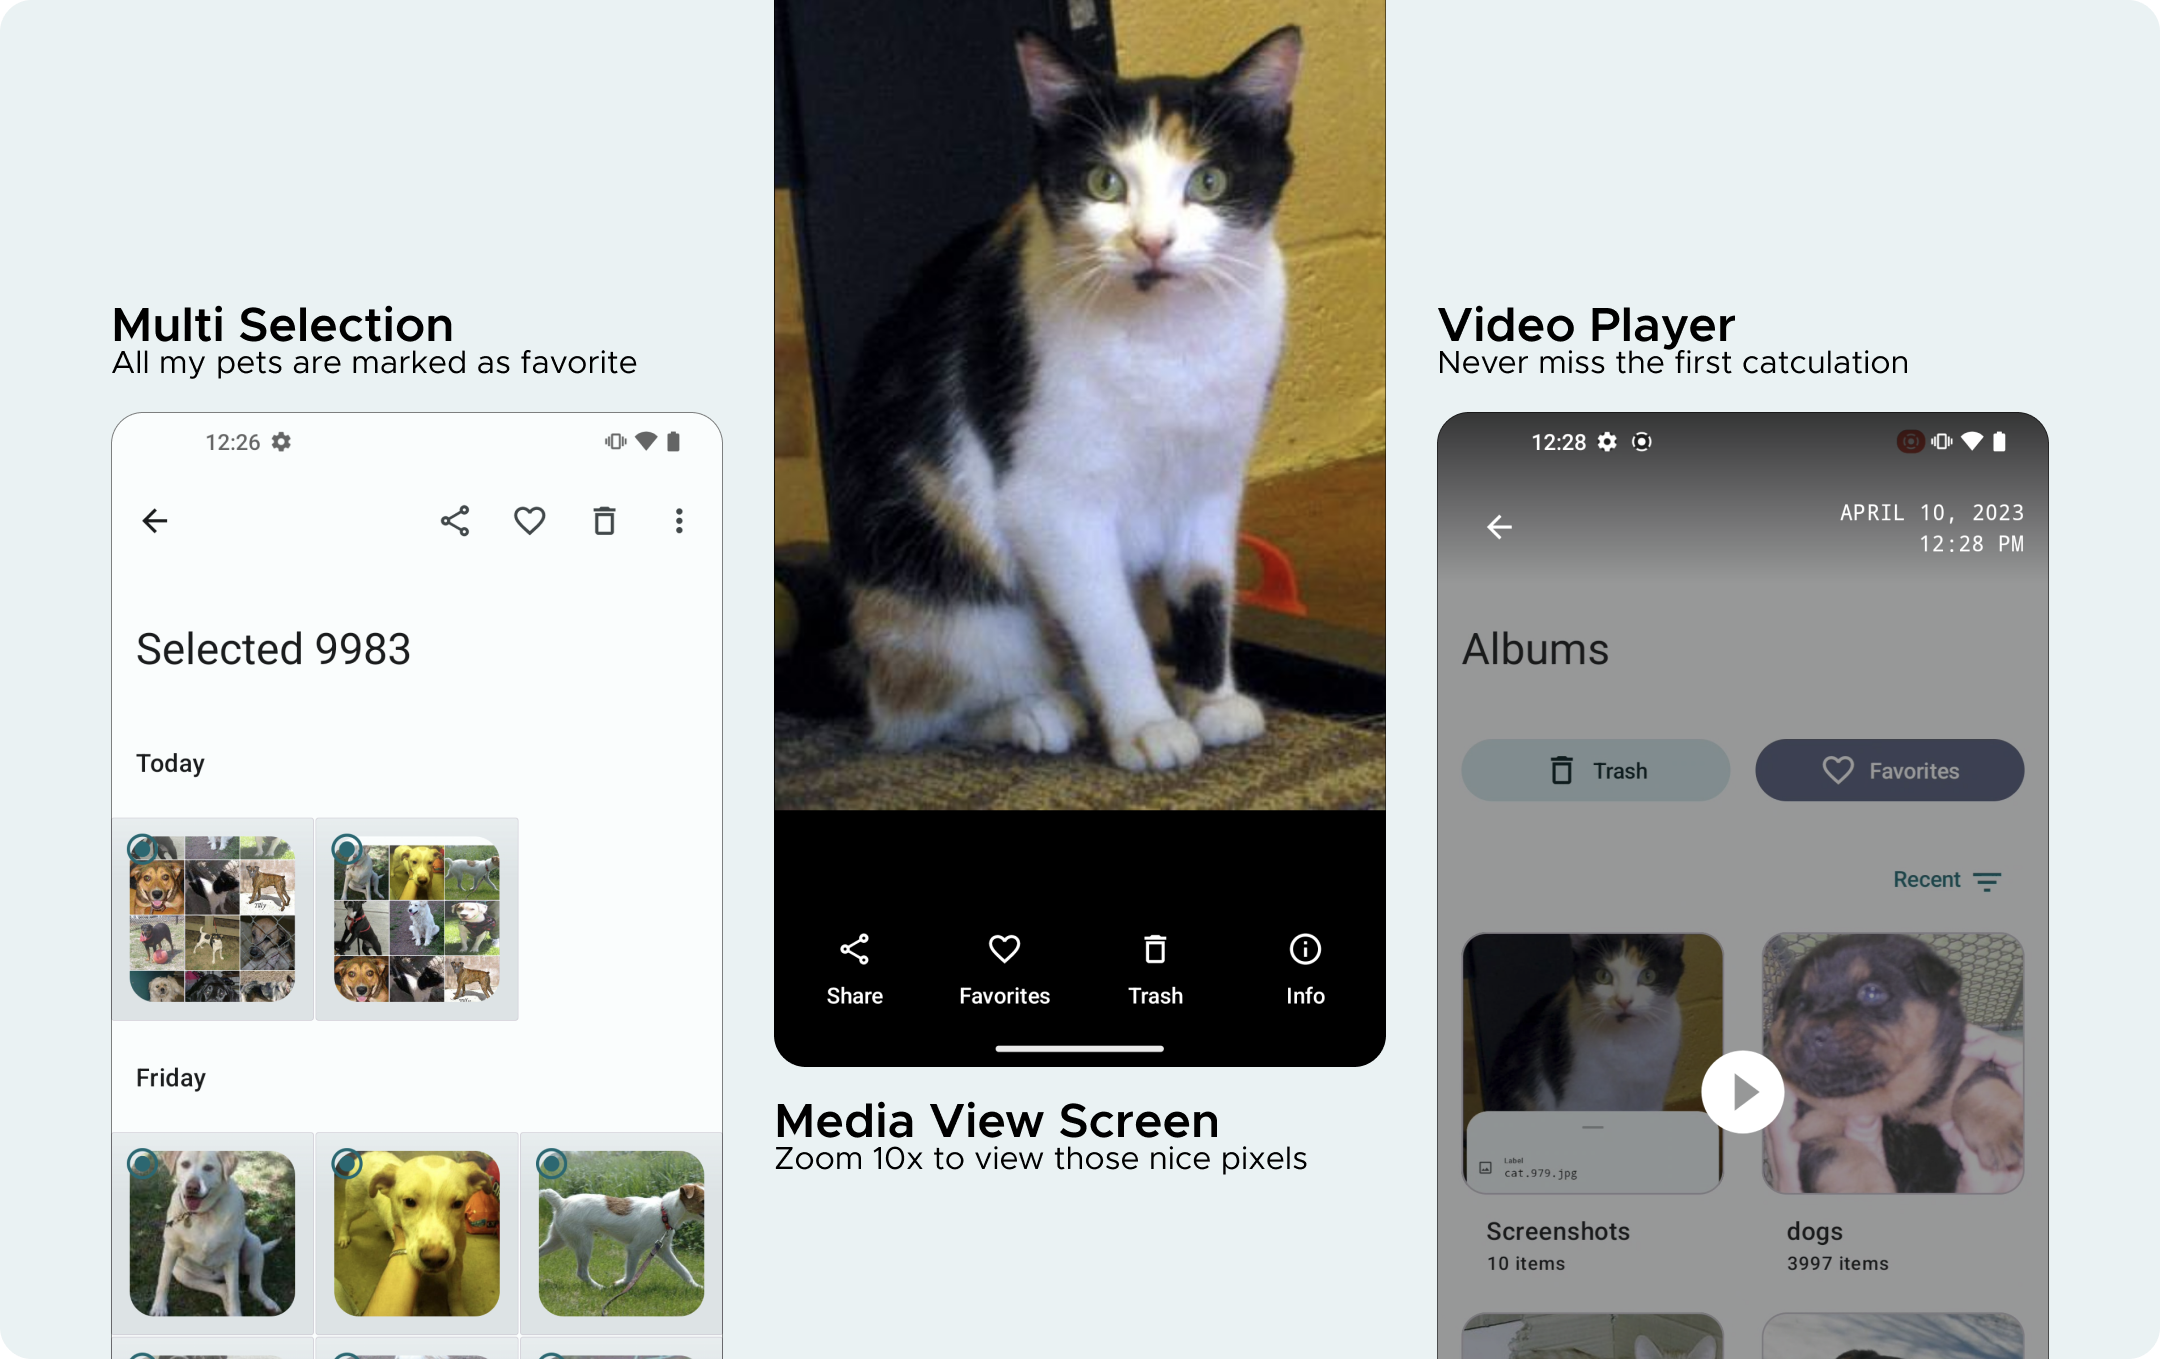 Multi Selection
All my pets are marked as favorite
12:26
Selected 9983
Today
Friday
Share
Favorites
Trash
Info
Media View Screen
Zoom 10x to view those nice pixels
Video Player
Never miss the first catculation
12:28
APRIL 10, 2023
12:28 PM
Albums
Trash
Favorites
Recent
Label
cat.979.jpg
Screenshots
10 items
dogs
3997 items